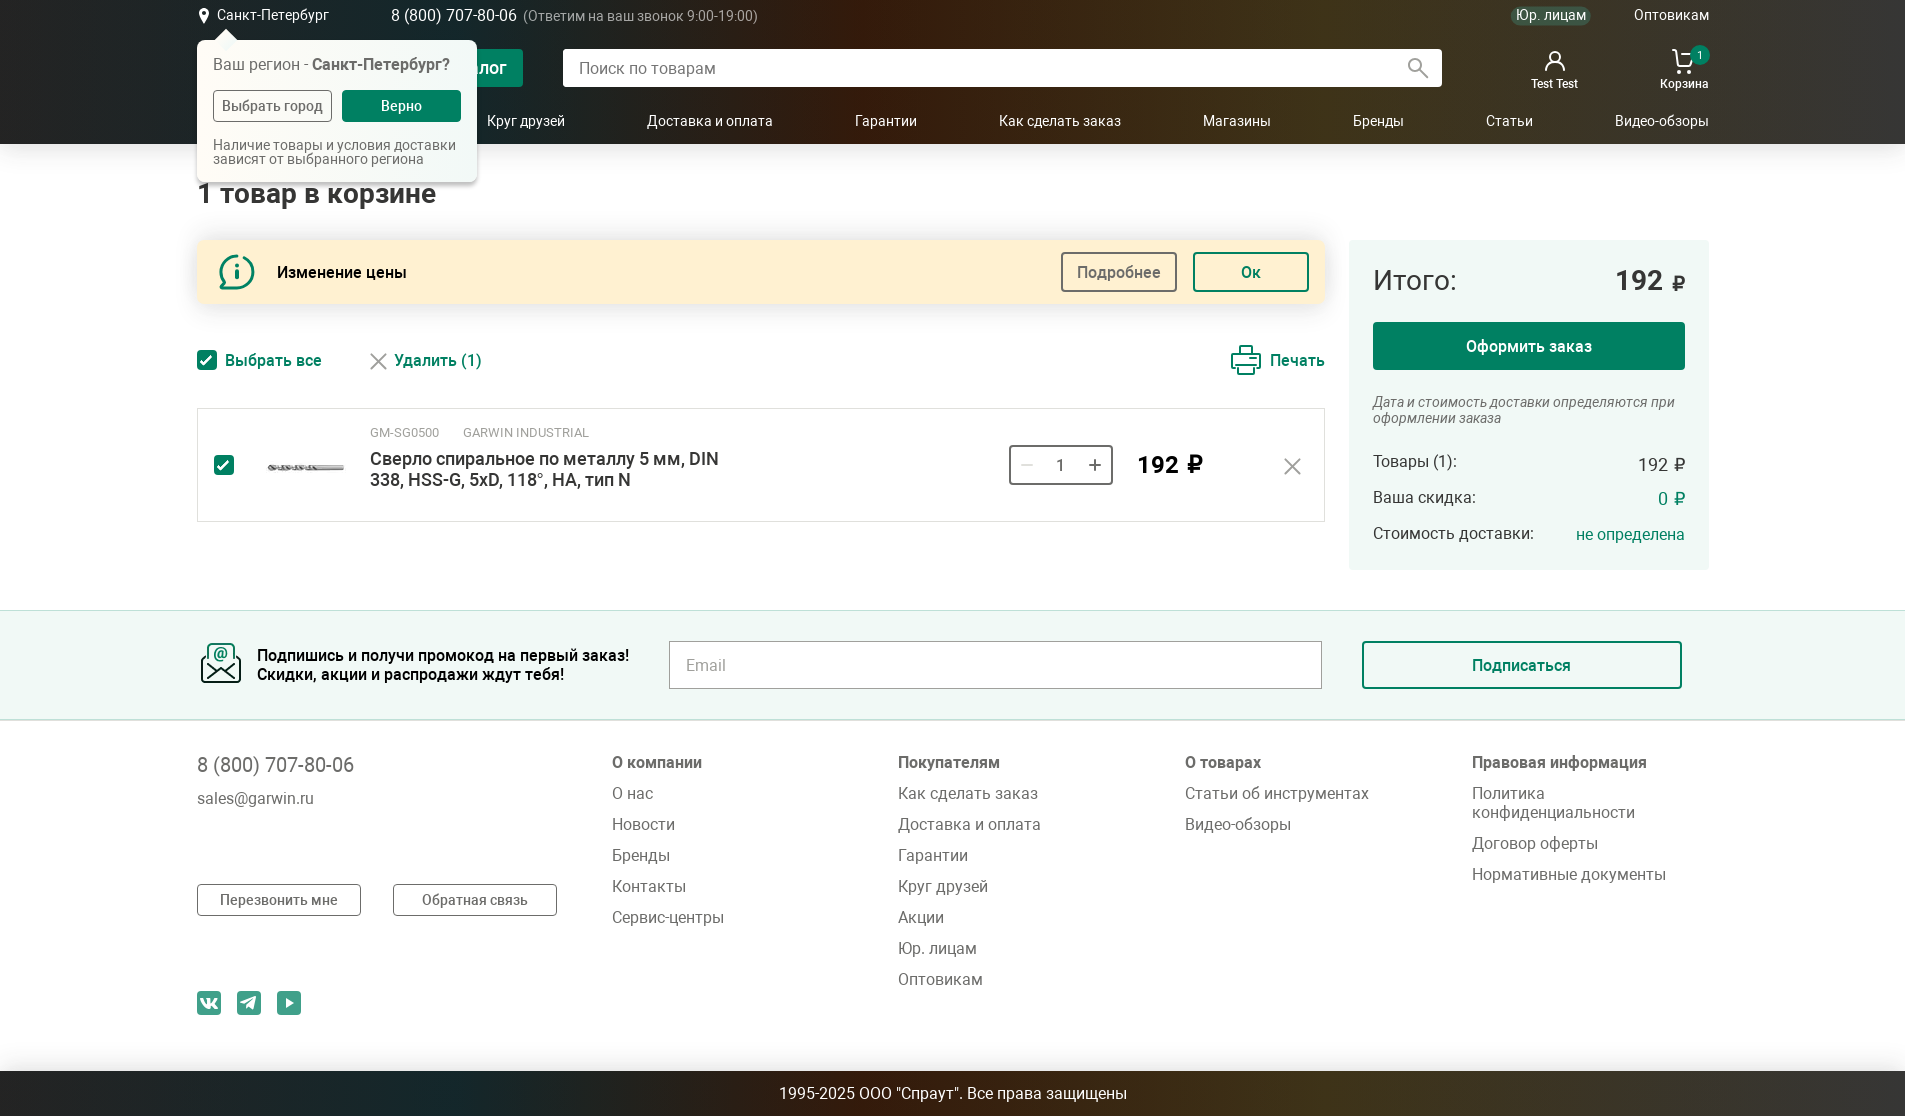 Санкт-Петербург
8 (800) 707-80-06 (Ответим на ваш звонок 9:00-19:00)
Юр. лицам
Оптовикам
Ваш регион - Санкт-Петербург?
Выбрать город
Верно
Наличие товары и условия доставки
зависят от выбранного региона
Поиск по товарам
Test Test
1
Корзина
Круг друзей
Доставка и оплата
Гарантии
Как сделать заказ
Магазины
Бренды
Статьи
Видео-обзоры
1 товар в корзине
Изменение цены
Подробнее
Ок
Выбрать все
Удалить (1)
Печать
GM-SG0500 GARWIN INDUSTRIAL
Сверло спиральное по металлу 5 мм, DIN
338, HSS-G, 5xD, 118°, HA, тип N
1
192 ₽
Итого: 192 ₽
Оформить заказ
Дата и стоимость доставки определяются при
оформлении заказа
Товары (1): 192 ₽
Ваша скидка: 0 ₽
Стоимость доставки: не определена
Подпишись и получи промокод на первый заказ!
Скидки, акции и распродажи ждут тебя!
Email
Подписаться
8 (800) 707-80-06
sales@garwin.ru
Перезвонить мне
Обратная связь
О компании
О нас
Новости
Бренды
Контакты
Сервис-центры
Покупателям
Как сделать заказ
Доставка и оплата
Гарантии
Круг друзей
Акции
Юр. лицам
Оптовикам
О товарах
Статьи об инструментах
Видео-обзоры
Правовая информация
Политика
конфиденциальности
Договор оферты
Нормативные документы
1995-2025 ООО "Спраут". Все права защищены